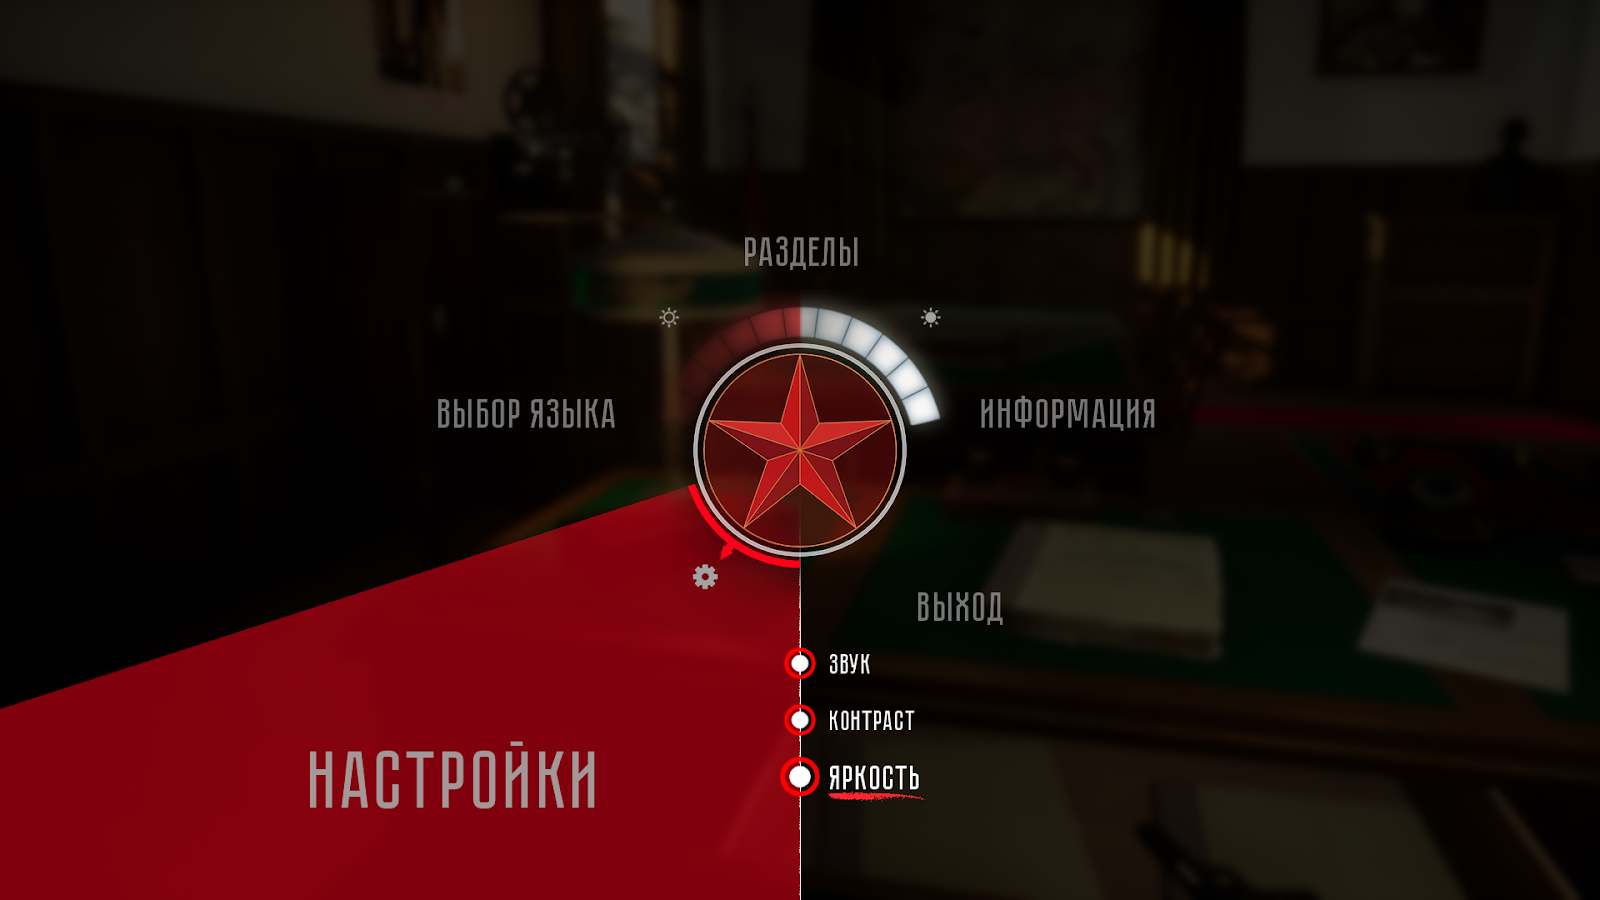 РАЗДЕЛЫ
ВЫБОР ЯЗЫКА
ИНФОРМАЦИЯ
ВЫХОД
ЗВУК
КОНТРАСТ
ЯРКОСТЬ
НАСТРОЙКИ